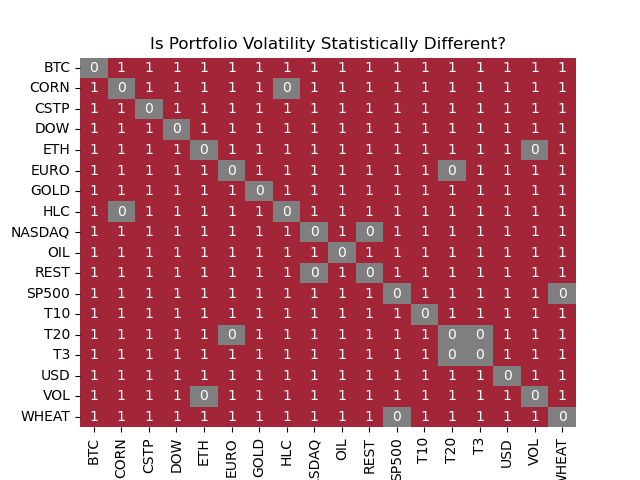 Is Portfolio Volatility Statistically Different?
BTC 0 1 1 1 1 1 1 1 1 1 1 1 1 1 1 1 1 1
CORN 1 0 1 1 1 1 1 0 1 1 1 1 1 1 1 1 1 1
CSTP 1 1 0 1 1 1 1 1 1 1 1 1 1 1 1 1 1 1
DOW 1 1 1 0 1 1 1 1 1 1 1 1 1 1 1 1 1 1
ETH 1 1 1 1 0 1 1 1 1 1 1 1 1 1 1 1 0 1
EURO 1 1 1 1 1 0 1 1 1 1 1 1 1 0 1 1 1 1
GOLD 1 1 1 1 1 1 0 1 1 1 1 1 1 1 1 1 1 1
HLC 1 0 1 1 1 1 1 0 1 1 1 1 1 1 1 1 1 1
NASDAQ 1 1 1 1 1 1 1 1 0 1 0 1 1 1 1 1 1 1
OIL 1 1 1 1 1 1 1 1 1 0 1 1 1 1 1 1 1 1
REST 1 1 1 1 1 1 1 1 0 1 0 1 1 1 1 1 1 1
SP500 1 1 1 1 1 1 1 1 1 1 1 0 1 1 1 1 1 0
T10 1 1 1 1 1 1 1 1 1 1 1 1 0 1 1 1 1 1
T20 1 1 1 1 1 0 1 1 1 1 1 1 1 0 0 1 1 1
T3 1 1 1 1 1 1 1 1 1 1 1 1 1 0 0 1 1 1
USD 1 1 1 1 1 1 1 1 1 1 1 1 1 1 1 0 1 1
VOL 1 1 1 1 0 1 1 1 1 1 1 1 1 1 1 1 0 1
WHEAT 1 1 1 1 1 1 1 1 1 1 1 0 1 1 1 1 1 0
BTC CORN CSTP DOW ETH EURO GOLD HLC SDAQ OIL REST SP500 T10 T20 T3 USD VOL HEAT